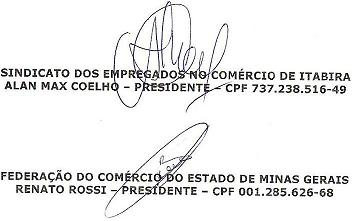 SINDICATO DOS EMPREGADOS NO COMÉRCIO DE ITABIRA
ALAN MAX COELHO – PRESIDENTE – CPF 737.238.516-49
FEDERAÇÃO DO COMÉRCIO DO ESTADO DE MINAS GERAIS
RENATO ROSSI – PRESIDENTE – CPF 001.285.626-68